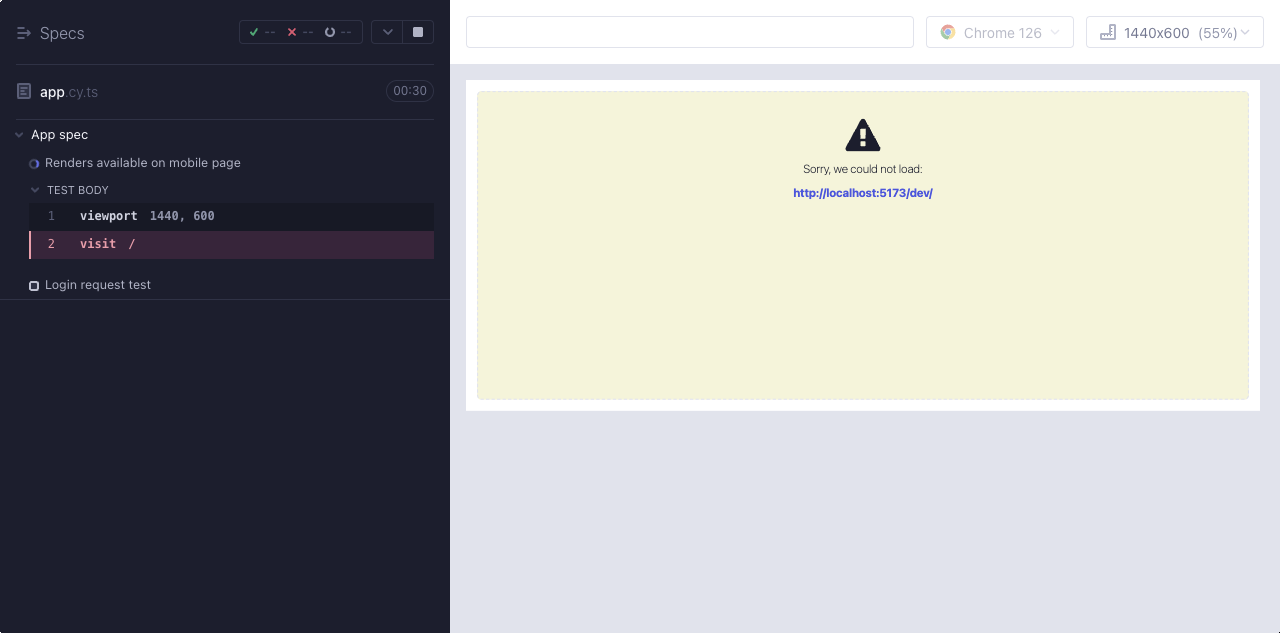 Specs
-- -- --
app.cy.ts
00:30
App spec
Renders available on mobile page
TEST BODY
1 viewport 1440, 600
2 visit /
Login request test
Chrome 126
1440x600 (55%)
Sorry, we could not load:
http://localhost:5173/dev/